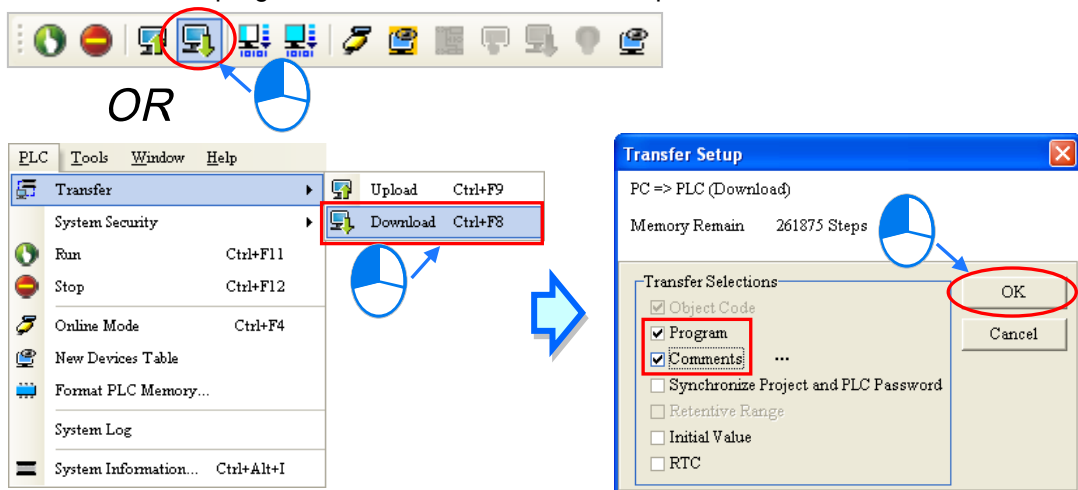 OR
PLC Tools Window Help
Transfer
System Security
Run Ctrl+F11
Stop Ctrl+F12
Online Mode Ctrl+F4
New Devices Table
Format PLC Memory...
System Log
System Information... Ctrl+Alt+I
Upload Ctrl+F9
Download Ctrl+F8
Transfer Setup
PC => PLC (Download)
Memory Remain 261875 Steps
Transfer Selections
Object Code
Program
Comments ...
Synchronize Project and PLC Password
Retentive Range
Initial Value
RTC
OK
Cancel